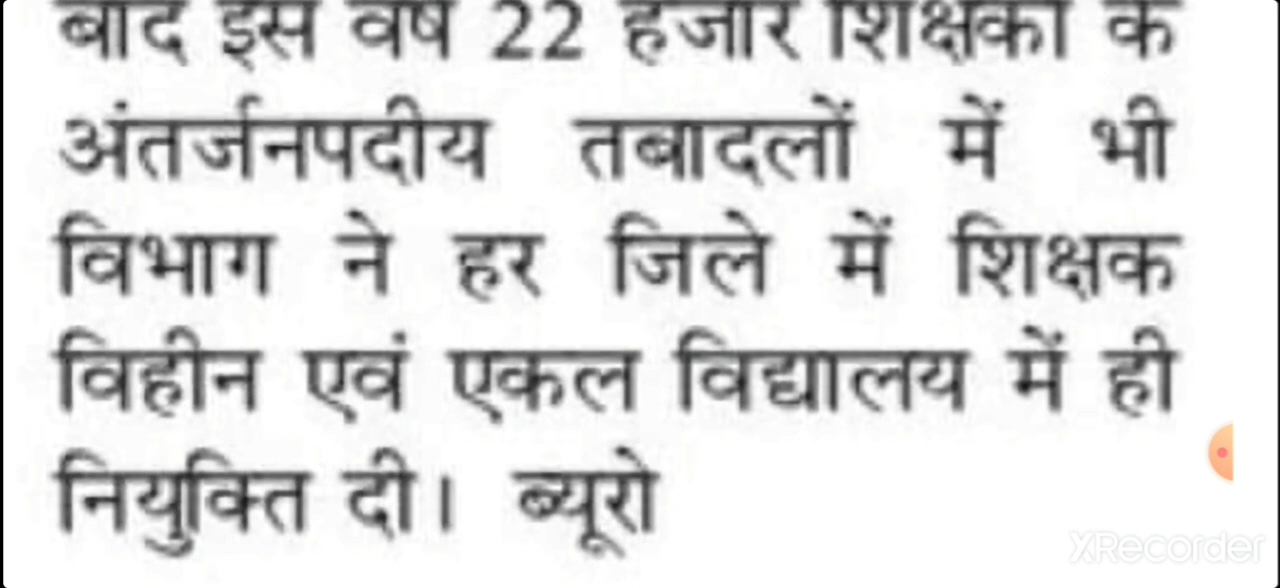 बाद इस वर्ष 22 हजार शिक्षकों के
अंतर्जनपदीय तबादलों में भी
विभाग ने हर जिले में शिक्षक
विहीन एवं एकल विद्यालय में ही
नियुक्ति दी। ब्यूरो
XRecorder